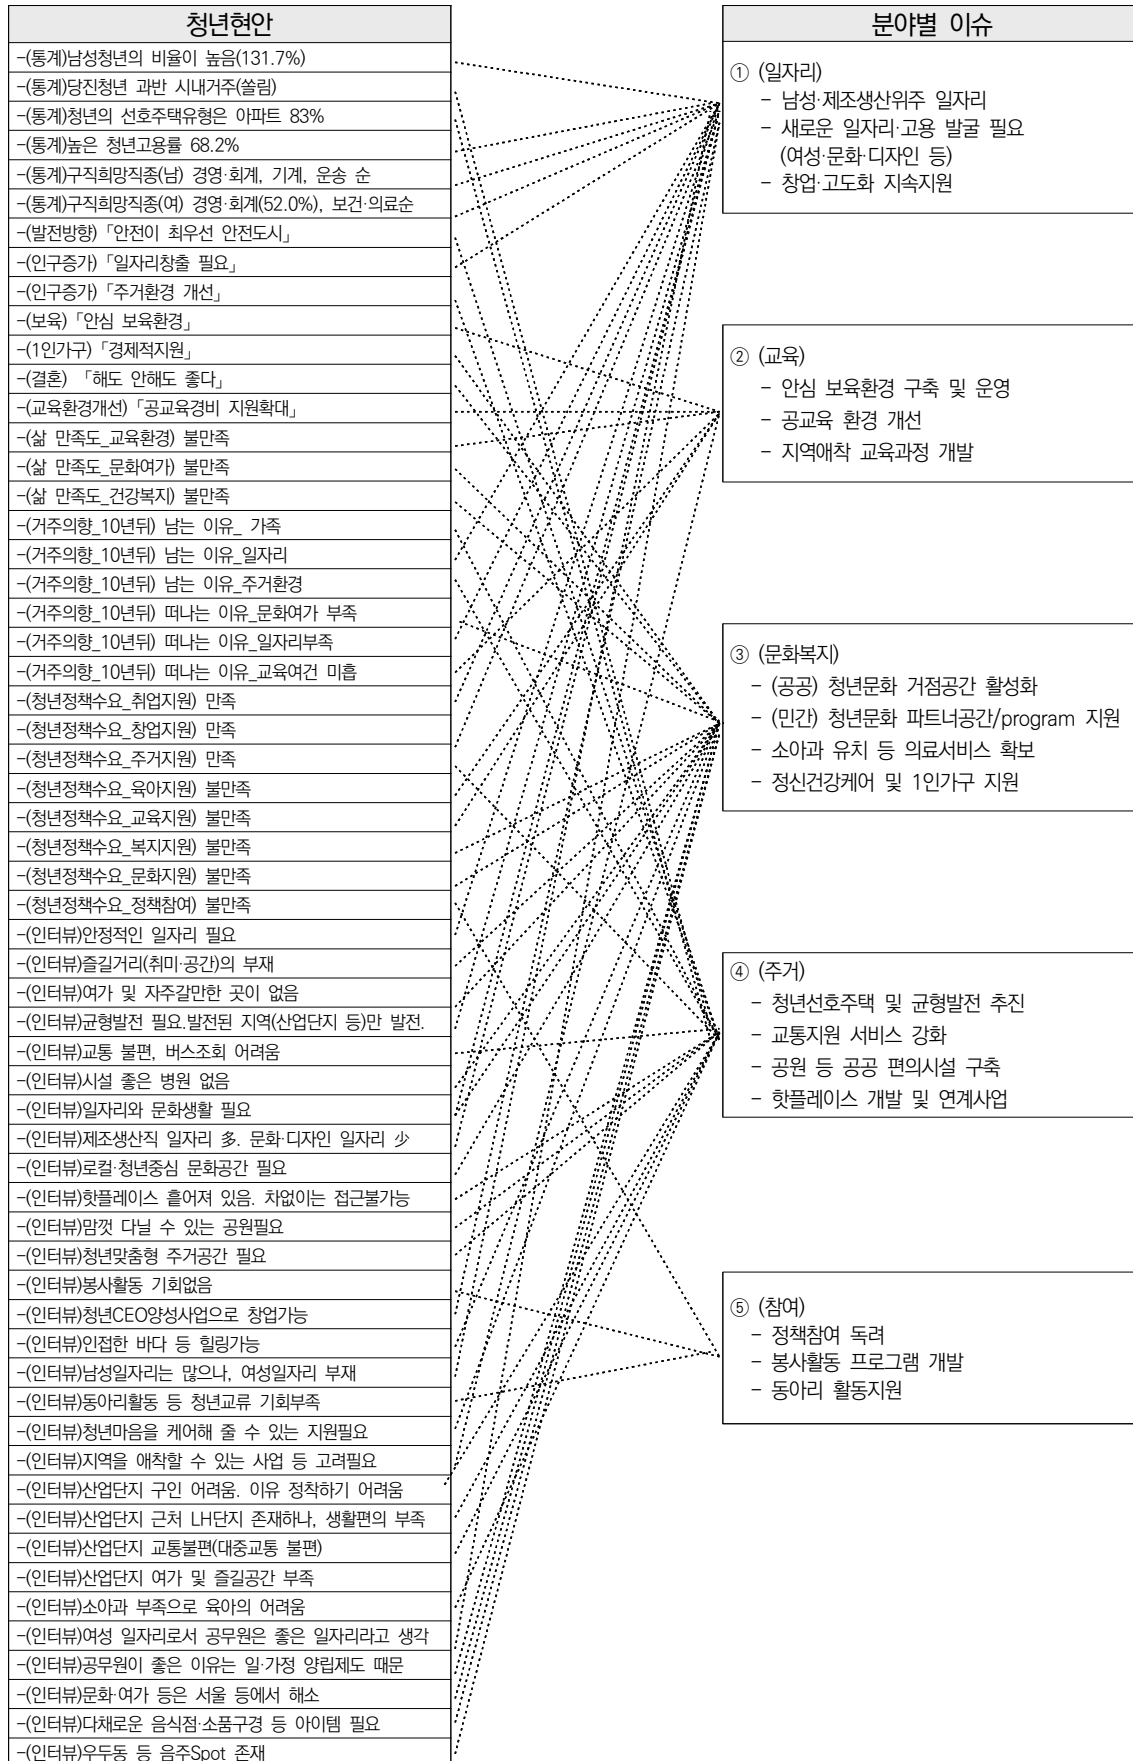 청년현안
-(통계)남성청년의 비율이 높음(131.7%)
-(통계)당진청년 과반 시내거주(쏠림)
-(통계)청년의 선호주택유형은 아파트 83%
-(통계)높은 청년고용률 68.2%
-(통계)구직희망직종(남) 경영·회계, 기계, 운송 순
-(통계)구직희망직종(여) 경영·회계(52.0%), 보건·의료순
-(발전방향)「안전이 최우선 안전도시」
-(인구증가)「일자리창출 필요」
-(인구증가)「주거환경 개선」
-(보육)「안심 보육환경」
-(1인가구)「경제적지원」
-(결혼) 「해도 안해도 좋다」
-(교육환경개선)「공교육경비 지원확대」
-(삶 만족도_교육환경) 불만족
-(삶 만족도_문화여가) 불만족
-(삶 만족도_건강복지) 불만족
-(거주의향_10년뒤) 남는 이유_ 가족
-(거주의향_10년뒤) 남는 이유_일자리
-(거주의향_10년뒤) 남는 이유_주거환경
-(거주의향_10년뒤) 떠나는 이유_문화여가 부족
-(거주의향_10년뒤) 떠나는 이유_일자리부족
-(거주의향_10년뒤) 떠나는 이유_교육여건 미흡
-(청년정책수요_취업지원) 만족
-(청년정책수요_창업지원) 만족
-(청년정책수요_주거지원) 만족
-(청년정책수요_육아지원) 불만족
-(청년정책수요_교육지원) 불만족
-(청년정책수요_복지지원) 불만족
-(청년정책수요_문화지원) 불만족
-(청년정책수요_정책참여) 불만족
-(인터뷰)안정적인 일자리 필요
-(인터뷰)즐길거리(취미·공간)의 부재
-(인터뷰)여가 및 자주갈만한 곳이 없음
-(인터뷰)균형발전 필요.발전된 지역(산업단지 등)만 발전.
-(인터뷰)교통 불편, 버스조회 어려움
-(인터뷰)시설 좋은 병원 없음
-(인터뷰)일자리와 문화생활 필요
-(인터뷰)제조생산직 일자리 多. 문화·디자인 일자리 少
-(인터뷰)로컬·청년중심 문화공간 필요
-(인터뷰)핫플레이스 흩어져 있음. 차없이는 접근불가능
-(인터뷰)맘껏 다닐 수 있는 공원필요
-(인터뷰)청년맞춤형 주거공간 필요
-(인터뷰)봉사활동 기회없음
-(인터뷰)청년CEO양성사업으로 창업가능
-(인터뷰)인접한 바다 등 힐링가능
-(인터뷰)남성일자리는 많으나, 여성일자리 부재
-(인터뷰)동아리활동 등 청년교류 기회부족
-(인터뷰)청년마음을 케어해 줄 수 있는 지원필요
-(인터뷰)지역을 애착할 수 있는 사업 등 고려필요
-(인터뷰)산업단지 구인 어려움. 이유 정착하기 어려움
-(인터뷰)산업단지 근처 LH단지 존재하나, 생활편의 부족
-(인터뷰)산업단지 교통불편(대중교통 불편)
-(인터뷰)산업단지 여가 및 즐길공간 부족
-(인터뷰)소아과 부족으로 육아의 어려움
-(인터뷰)여성 일자리로서 공무원은 좋은 일자리라고 생각
-(인터뷰)공무원이 좋은 이유는 일·가정 양립제도 때문
-(인터뷰)문화·여가 등은 서울 등에서 해소
-(인터뷰)다채로운 음식점·소품구경 등 아이템 필요
-(인터뷰)우두동 등 음주Spot 존재
분야별 이슈
① (일자리)
- 남성·제조생산위주 일자리
- 새로운 일자리·고용 발굴 필요
(여성·문화·디자인 등)
- 창업·고도화 지속지원
② (교육)
- 안심 보육환경 구축 및 운영
- 공교육 환경 개선
- 지역애착 교육과정 개발
③ (문화복지)
- (공공) 청년문화 거점공간 활성화
- (민간) 청년문화 파트너공간/program 지원
- 소아과 유치 등 의료서비스 확보
- 정신건강케어 및 1인가구 지원
④ (주거)
- 청년선호주택 및 균형발전 추진
- 교통지원 서비스 강화
- 공원 등 공공 편의시설 구축
- 핫플레이스 개발 및 연계사업
⑤ (참여)
- 정책참여 독려
- 봉사활동 프로그램 개발
- 동아리 활동지원